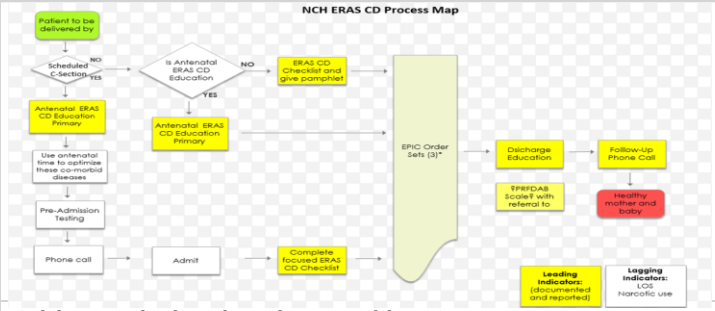 NCH ERAS CD Process Map
Patient to be
delivered by
Scheduled
C-Section
NO
YES
Is Antenatal
ERAS CD
Education
NO
YES
ERAS CD
Checklist and
give pamphlet
Antenatal ERAS
CD Education
Primary
Antenatal ERAS
CD Education
Primary
Use antenatal
time to optimize
these co-morbid
diseases
Pre-Admission
Testing
Phone call
Admit
Complete
focused ERAS
CD Checklist
EPIC Order
Sets (3)*
Dsicharge
Education
Follow-Up
Phone Call
?PRFDAB
Scale? with
referral to
Healthy
mother and
baby
Leading
Indicators:
(documented
and reported)
Lagging
Indicators:
LOS
Narcotic use